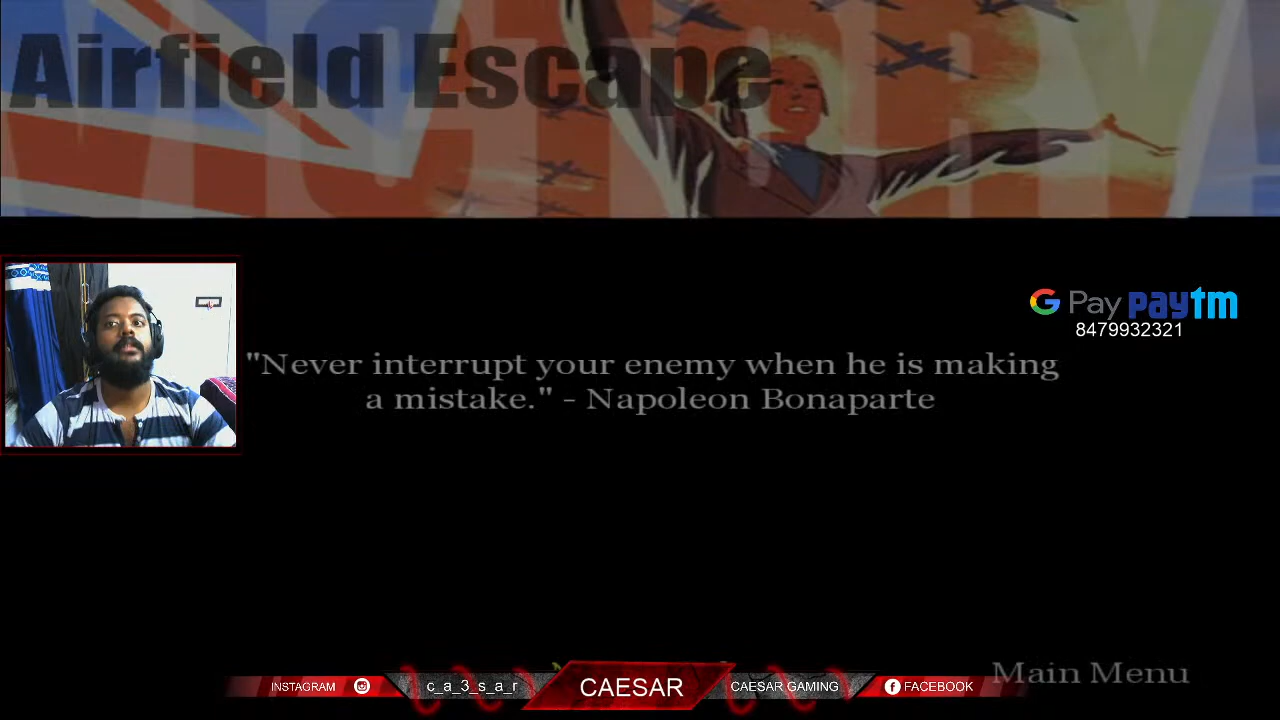 Airfield Escape
VICTORY
G Pay paytm
8479932321
"Never interrupt your enemy when he is making
a mistake." - Napoleon Bonaparte
Main Menu
INSTAGRAM
c_a_3_s_a_r
CAESAR
CAESAR GAMING
FACEBOOK